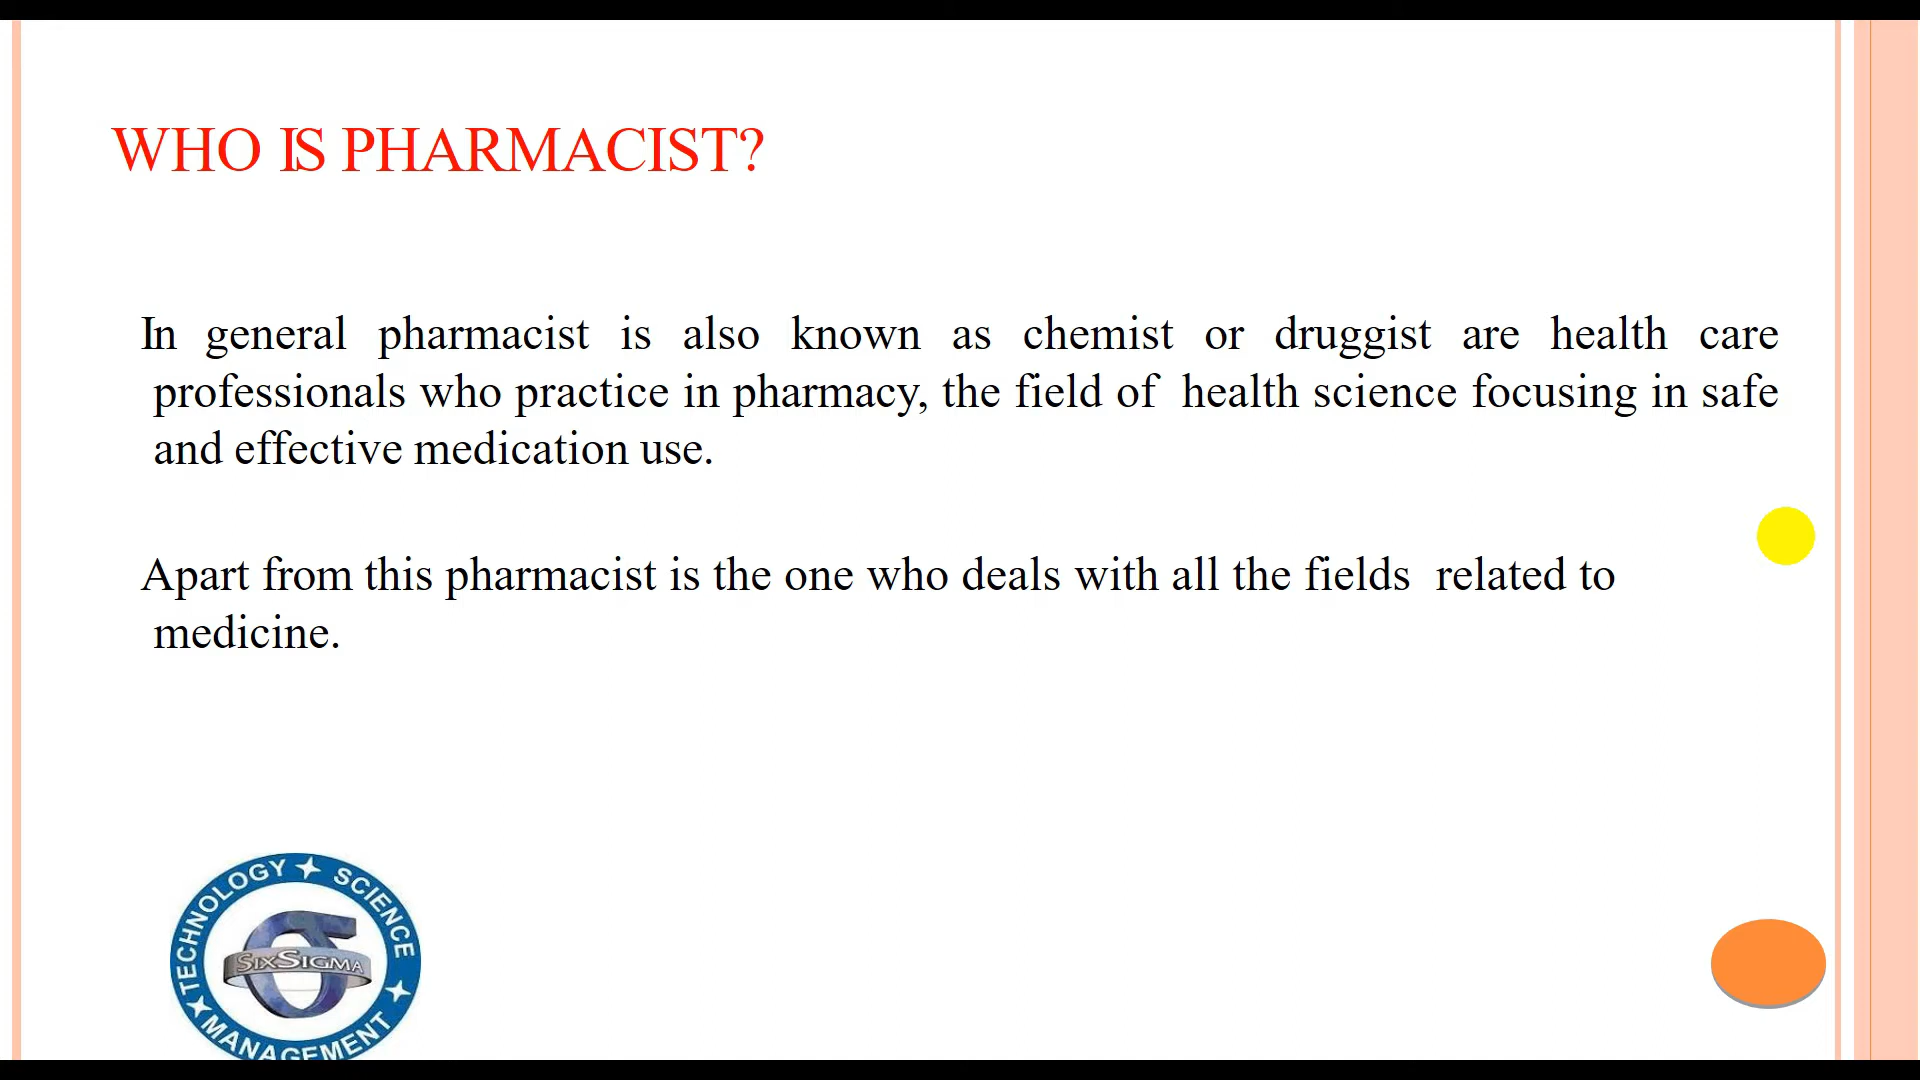 WHO IS PHARMACIST?
In general pharmacist is also known as chemist or druggist are health care
professionals who practice in pharmacy, the field of health science focusing in safe
and effective medication use.
Apart from this pharmacist is the one who deals with all the fields related to
medicine.
TECHNOLOGY SCIENCE
SIXSIGMA
MANAGEMENT